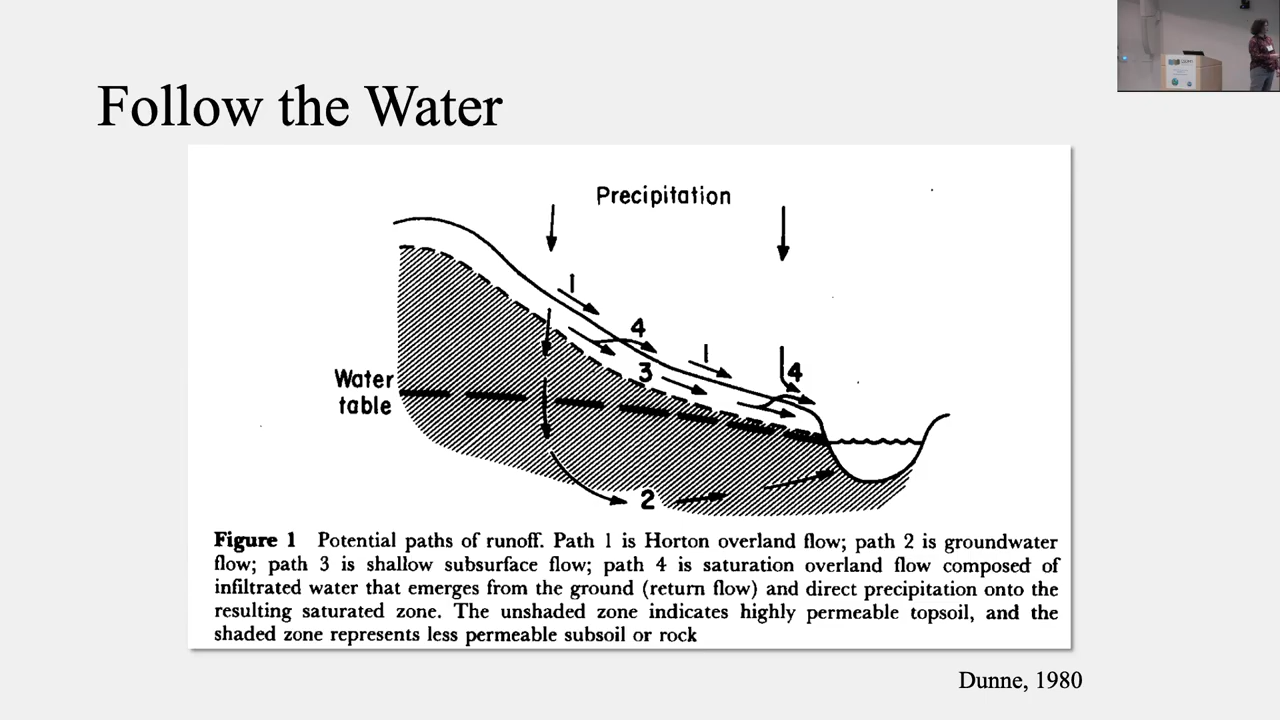 Follow the Water
Precipitation
1
4
1
3
4
Water
table
2
Figure 1 Potential paths of runoff. Path 1 is Horton overland flow; path 2 is groundwater
flow; path 3 is shallow subsurface flow; path 4 is saturation overland flow composed of
infiltrated water that emerges from the ground (return flow) and direct precipitation onto the
resulting saturated zone. The unshaded zone indicates highly permeable topsoil, and the
shaded zone represents less permeable subsoil or rock
Dunne, 1980